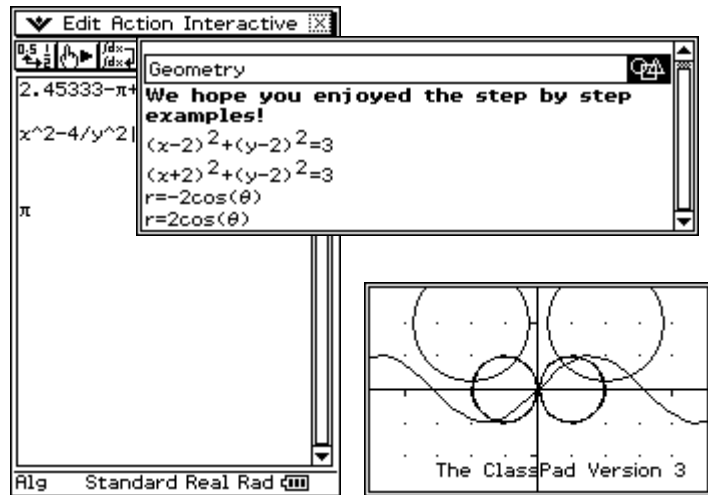 Edit Action Interactive
2.45333-π+
x^2-4/y^2|
π
Geometry
We hope you enjoyed the step by step
examples!
(x-2)²+(y-2)²=3
(x+2)²+(y-2)²=3
r=-2cos(θ)
r=2cos(θ)
The ClassPad Version 3
Alg Standard Real Rad